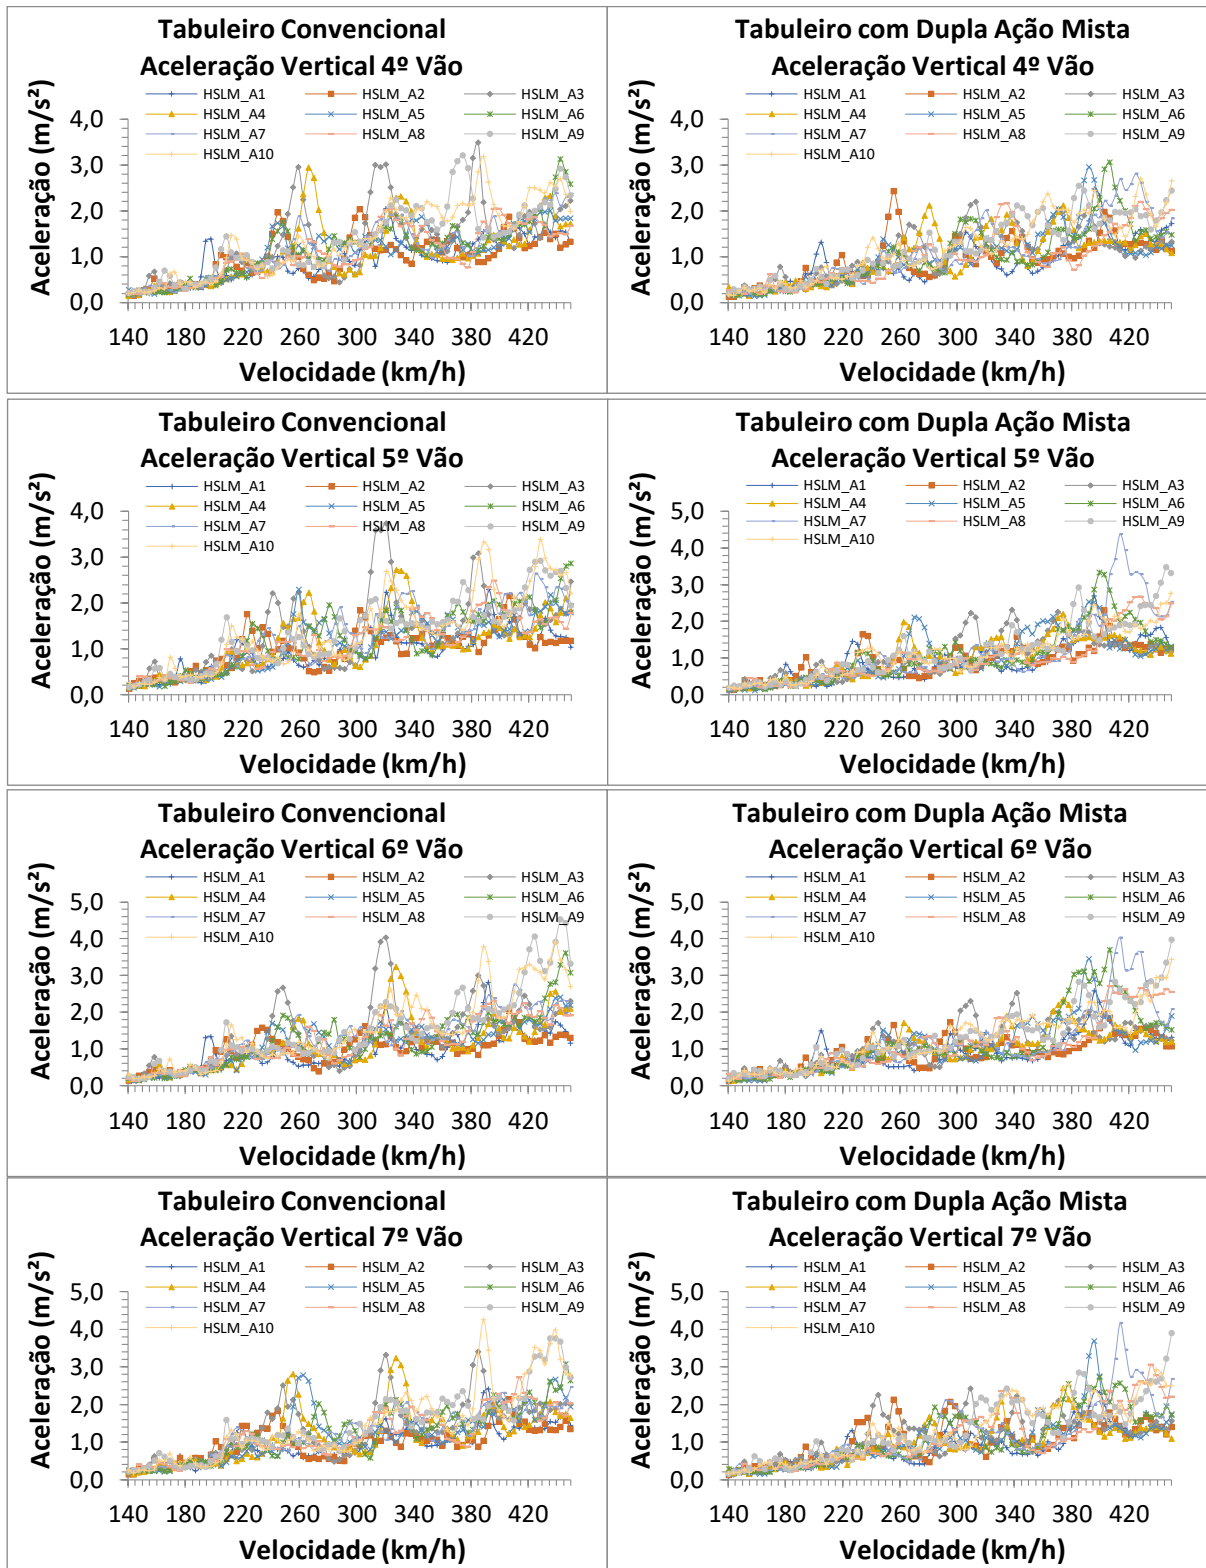 Tabuleiro Convencional
Aceleração Vertical 4º Vão
HSLM_A1 HSLM_A2 HSLM_A3
HSLM_A4 HSLM_A5 HSLM_A6
HSLM_A7 HSLM_A8 HSLM_A9
HSLM_A10
Aceleração (m/s²)
4,0
3,0
2,0
1,0
0,0
140 180 220 260 300 340 380 420
Velocidade (km/h)
Tabuleiro com Dupla Ação Mista
Aceleração Vertical 4º Vão
HSLM_A1 HSLM_A2 HSLM_A3
HSLM_A4 HSLM_A5 HSLM_A6
HSLM_A7 HSLM_A8 HSLM_A9
HSLM_A10
Aceleração (m/s²)
4,0
3,0
2,0
1,0
0,0
140 180 220 260 300 340 380 420
Velocidade (km/h)
Tabuleiro Convencional
Aceleração Vertical 5º Vão
HSLM_A1 HSLM_A2 HSLM_A3
HSLM_A4 HSLM_A5 HSLM_A6
HSLM_A7 HSLM_A8 HSLM_A9
HSLM_A10
Aceleração (m/s²)
4,0
3,0
2,0
1,0
0,0
140 180 220 260 300 340 380 420
Velocidade (km/h)
Tabuleiro com Dupla Ação Mista
Aceleração Vertical 5º Vão
HSLM_A1 HSLM_A2 HSLM_A3
HSLM_A4 HSLM_A5 HSLM_A6
HSLM_A7 HSLM_A8 HSLM_A9
HSLM_A10
Aceleração (m/s²)
5,0
4,0
3,0
2,0
1,0
0,0
140 180 220 260 300 340 380 420
Velocidade (km/h)
Tabuleiro Convencional
Aceleração Vertical 6º Vão
HSLM_A1 HSLM_A2 HSLM_A3
HSLM_A4 HSLM_A5 HSLM_A6
HSLM_A7 HSLM_A8 HSLM_A9
HSLM_A10
Aceleração (m/s²)
5,0
4,0
3,0
2,0
1,0
0,0
140 180 220 260 300 340 380 420
Velocidade (km/h)
Tabuleiro com Dupla Ação Mista
Aceleração Vertical 6º Vão
HSLM_A1 HSLM_A2 HSLM_A3
HSLM_A4 HSLM_A5 HSLM_A6
HSLM_A7 HSLM_A8 HSLM_A9
HSLM_A10
Aceleração (m/s²)
5,0
4,0
3,0
2,0
1,0
0,0
140 180 220 260 300 340 380 420
Velocidade (km/h)
Tabuleiro Convencional
Aceleração Vertical 7º Vão
HSLM_A1 HSLM_A2 HSLM_A3
HSLM_A4 HSLM_A5 HSLM_A6
HSLM_A7 HSLM_A8 HSLM_A9
HSLM_A10
Aceleração (m/s²)
5,0
4,0
3,0
2,0
1,0
0,0
140 180 220 260 300 340 380 420
Velocidade (km/h)
Tabuleiro com Dupla Ação Mista
Aceleração Vertical 7º Vão
HSLM_A1 HSLM_A2 HSLM_A3
HSLM_A4 HSLM_A5 HSLM_A6
HSLM_A7 HSLM_A8 HSLM_A9
HSLM_A10
Aceleração (m/s²)
5,0
4,0
3,0
2,0
1,0
0,0
140 180 220 260 300 340 380 420
Velocidade (km/h)